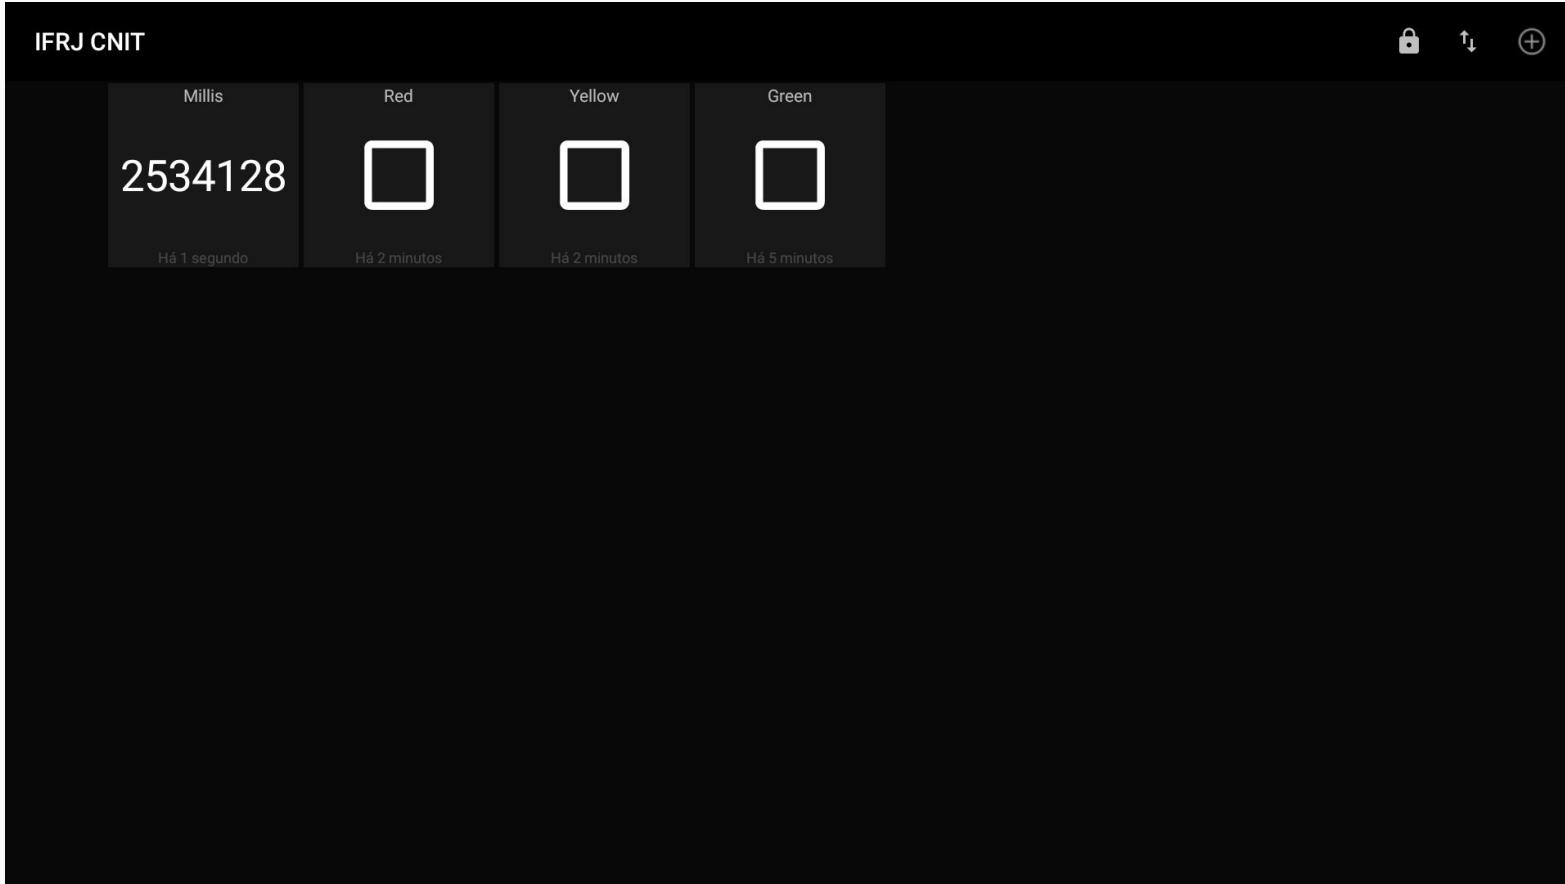 IFRJ CNIT
Millis
Red
Yellow
Green
2534128
Há 1 segundo
Há 2 minutos
Há 2 minutos
Há 5 minutos